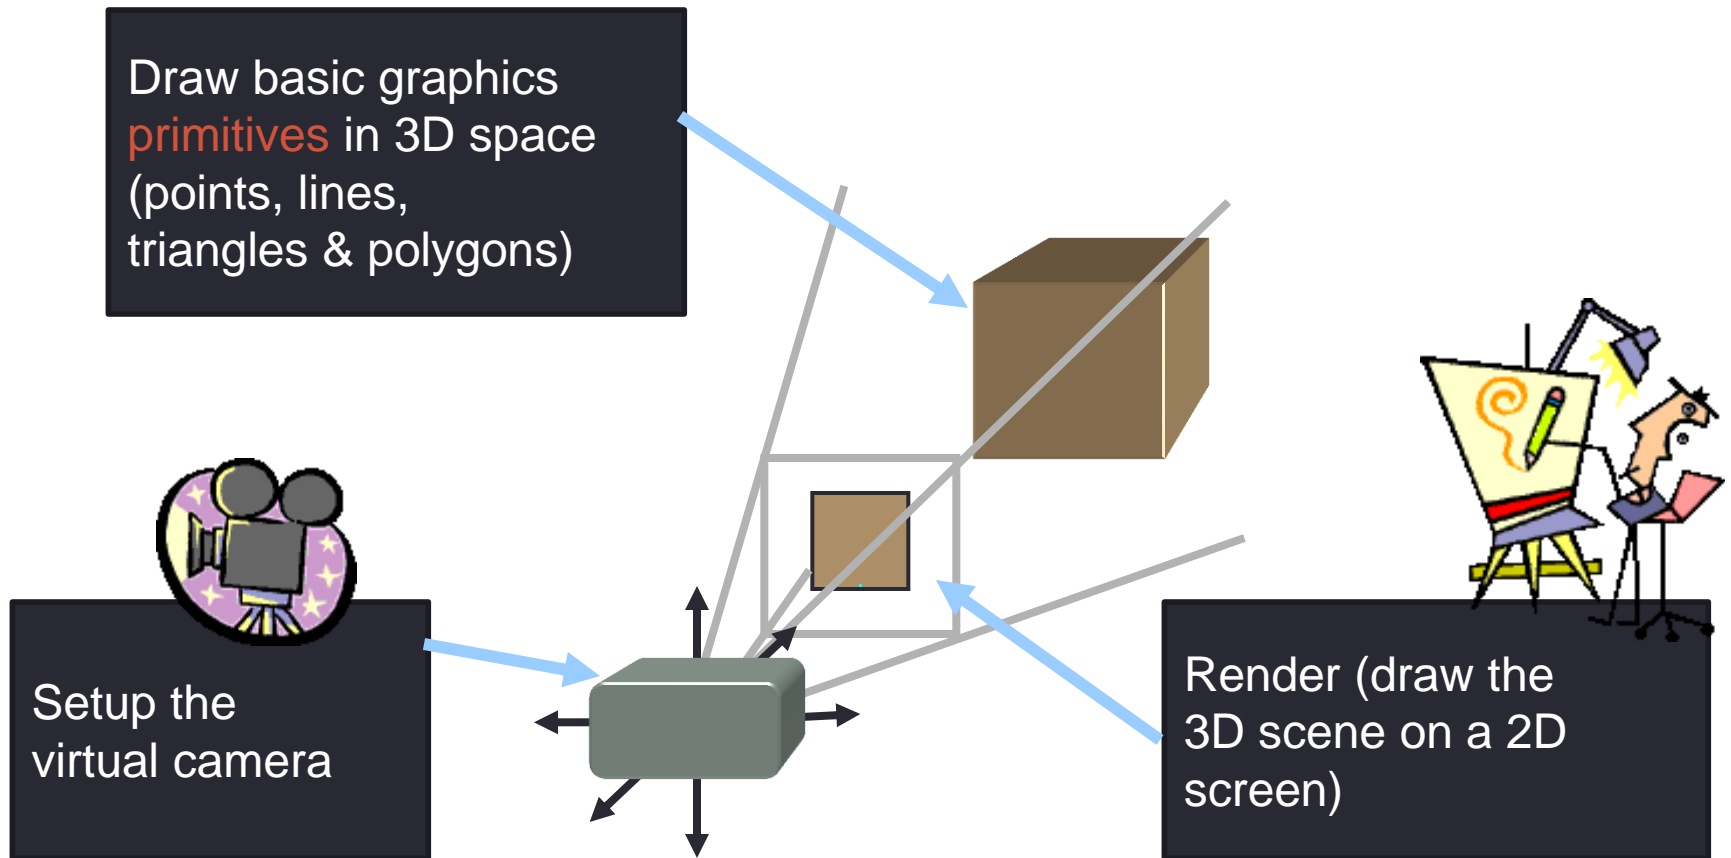 Draw basic graphics
primitives in 3D space
(points, lines,
triangles & polygons)
Setup the
virtual camera
Render (draw the
3D scene on a 2D
screen)